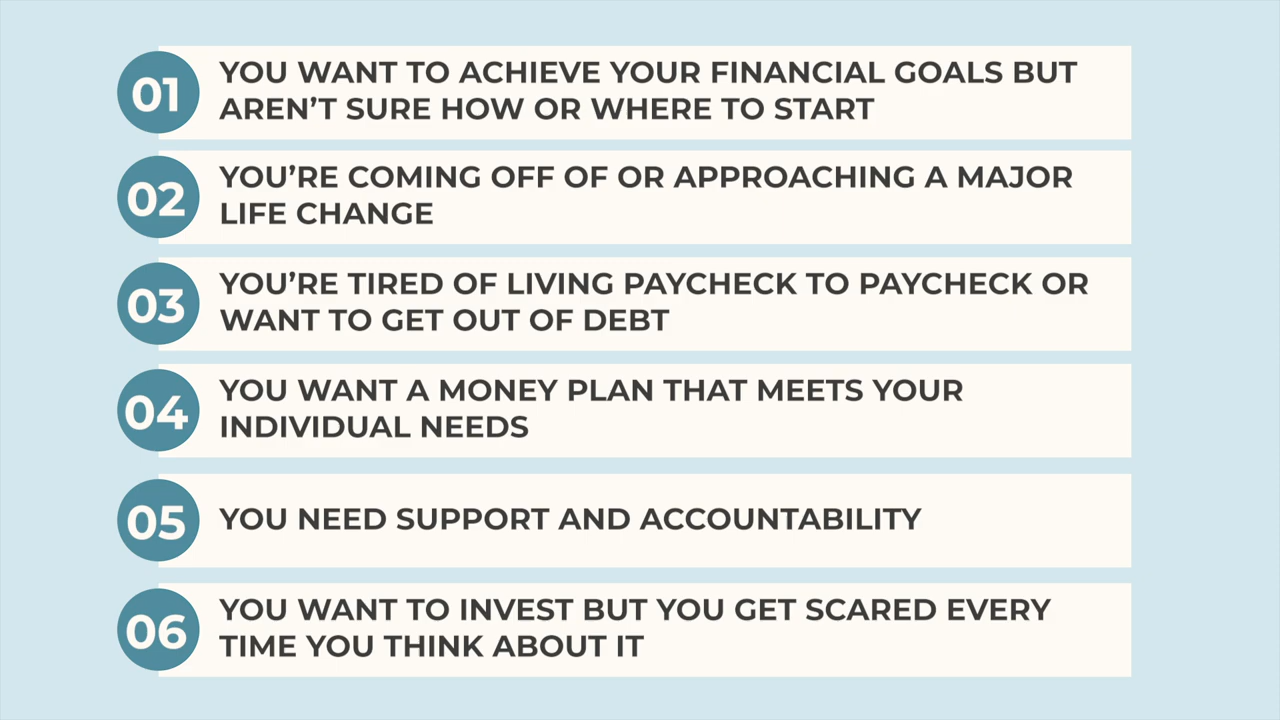 01
YOU WANT TO ACHIEVE YOUR FINANCIAL GOALS BUT
AREN’T SURE HOW OR WHERE TO START
02
YOU’RE COMING OFF OF OR APPROACHING A MAJOR
LIFE CHANGE
03
YOU’RE TIRED OF LIVING PAYCHECK TO PAYCHECK OR
WANT TO GET OUT OF DEBT
04
YOU WANT A MONEY PLAN THAT MEETS YOUR
INDIVIDUAL NEEDS
05
YOU NEED SUPPORT AND ACCOUNTABILITY
06
YOU WANT TO INVEST BUT YOU GET SCARED EVERY
TIME YOU THINK ABOUT IT